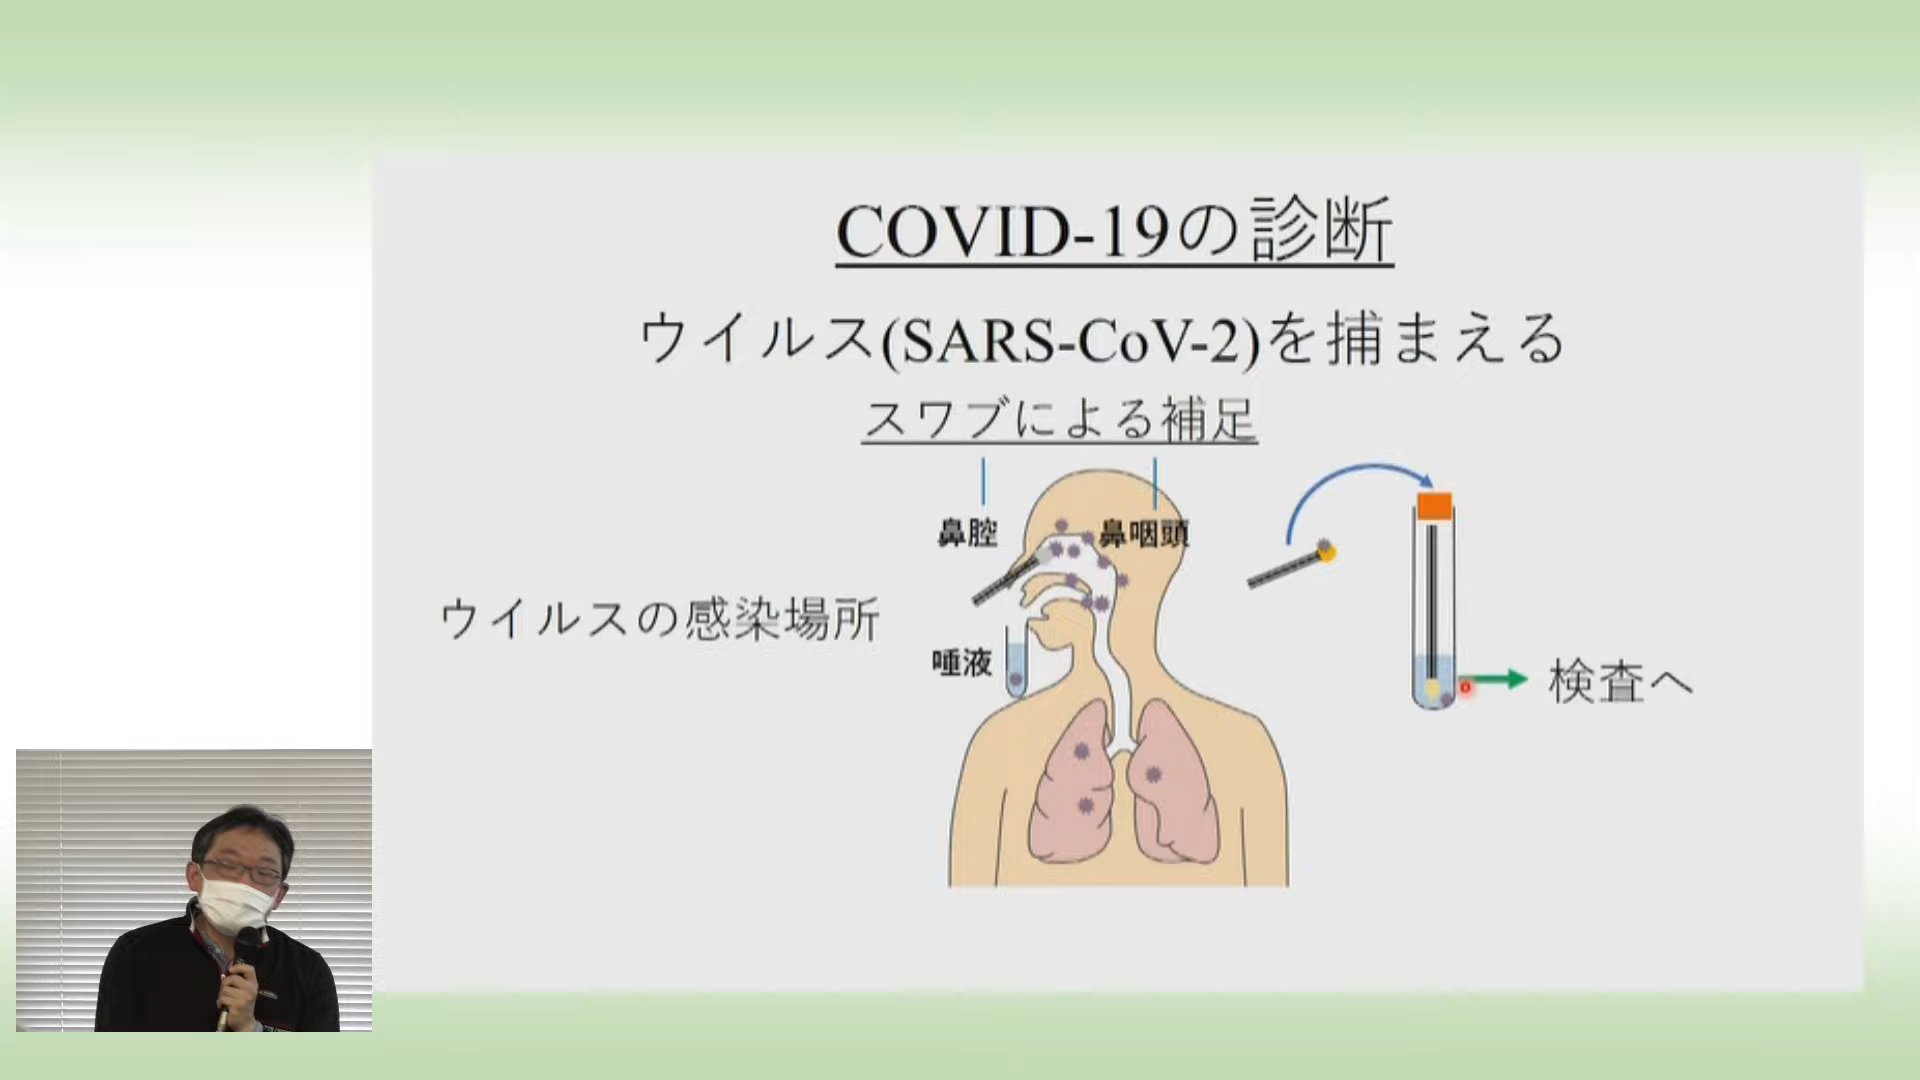 COVID-19の診断
ウイルス(SARS-CoV-2)を捕まえる
スワブによる補足
鼻腔
鼻咽頭
ウイルスの感染場所
唾液
検査へ